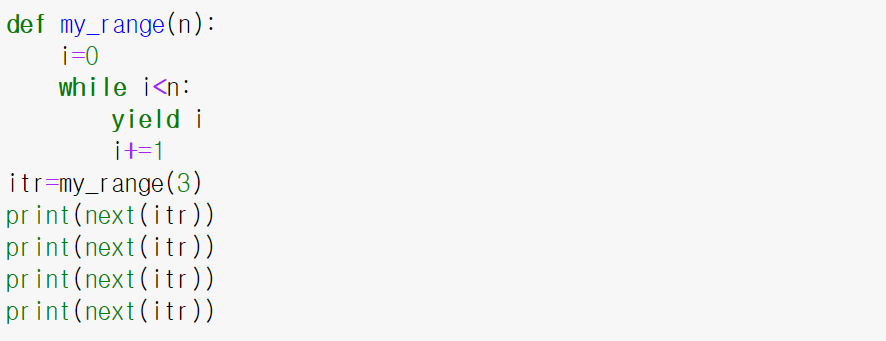 def my_range(n):
    i=0
    while i<n:
        yield i
        i+=1
itr=my_range(3)
print(next(itr))
print(next(itr))
print(next(itr))
print(next(itr))